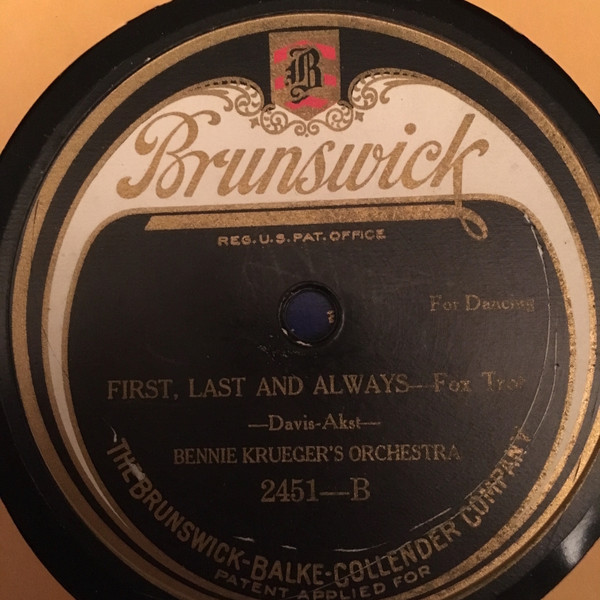 B
Brunswick
REG. U.S. PAT. OFFICE
For Dancing
FIRST, LAST AND ALWAYS—Fox Trot
—Davis-Akst—
BENNIE KRUEGER'S ORCHESTRA
2451—B
THE BRUNSWICK-BALKE-COLLENDER COMPANY
PATENT APPLIED FOR